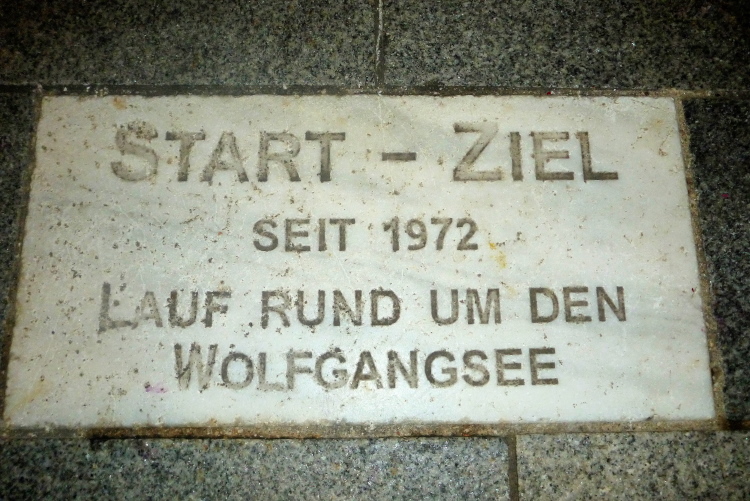 START – ZIEL
SEIT 1972
LAUF RUND UM DEN
WOLFGANGSEE